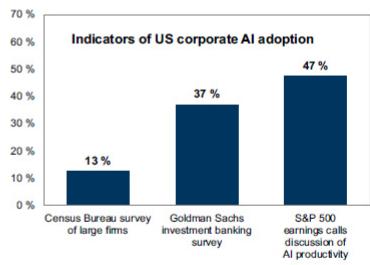 Indicators of US corporate AI adoption
70 %
60 %
50 %
40 %
30 %
20 %
10 %
0 %
13 %
37 %
47 %
Census Bureau survey
of large firms
Goldman Sachs
investment banking
survey
S&P 500
earnings calls
discussion of
AI productivity